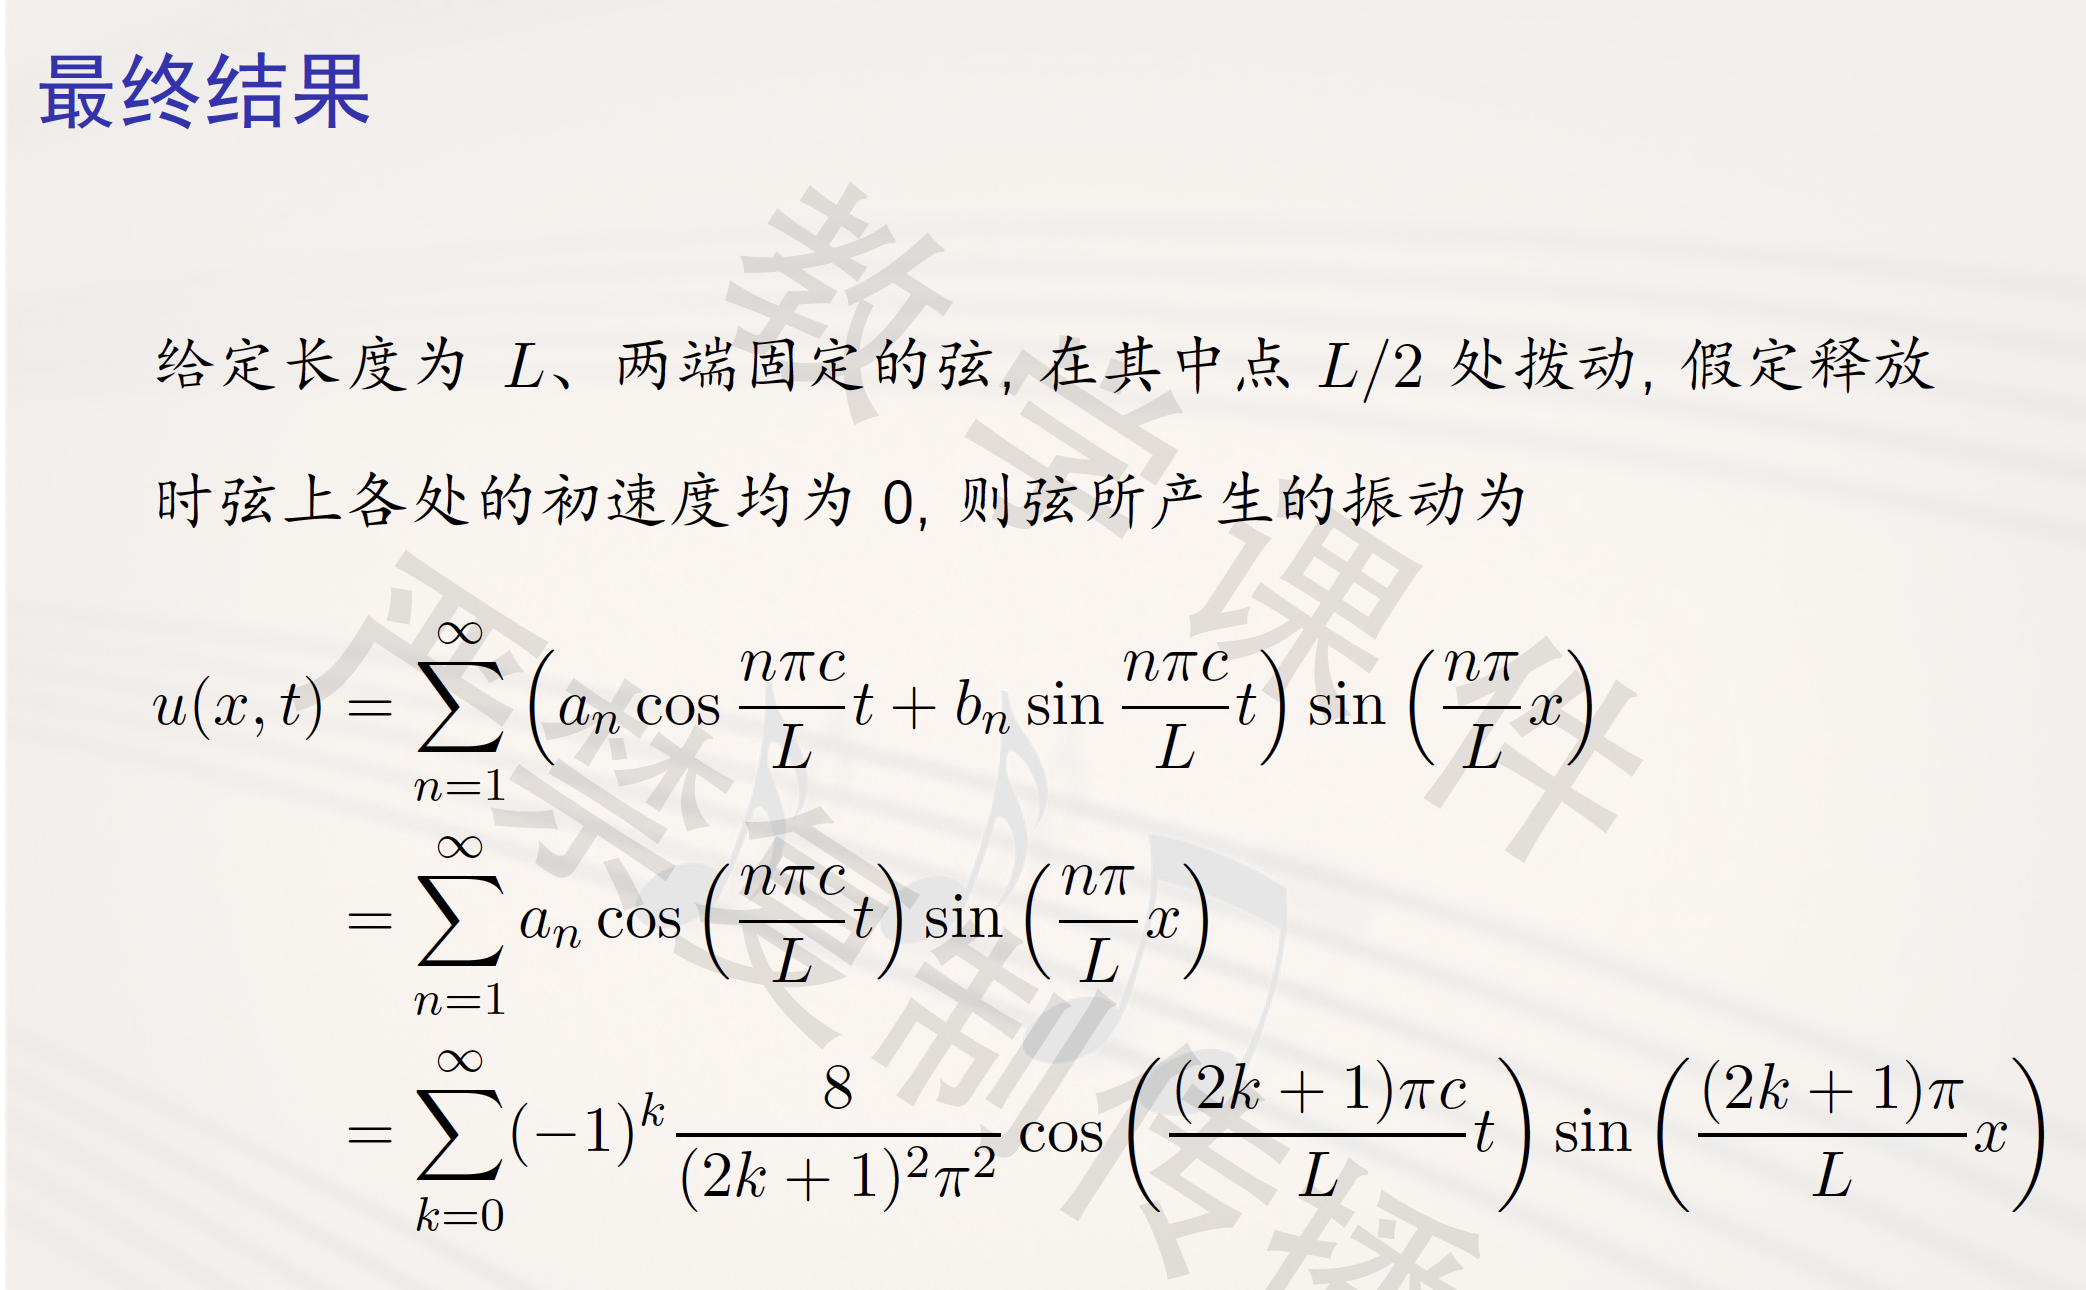 最终结果
给定长度为 L、两端固定的弦, 在其中点 L/2 处拨动, 假定释放
时弦上各处的初速度均为 0, 则弦所产生的振动为
u(x, t) = \sum_{n=1}^{\infty} \left( a_n \cos \frac{n\pi c}{L} t + b_n \sin \frac{n\pi c}{L} t \right) \sin \left( \frac{n\pi}{L} x \right)
= \sum_{n=1}^{\infty} a_n \cos \left( \frac{n\pi c}{L} t \right) \sin \left( \frac{n\pi}{L} x \right)
= \sum_{k=0}^{\infty} (-1)^k \frac{8}{(2k+1)^2 \pi^2} \cos \left( \frac{(2k+1)\pi c}{L} t \right) \sin \left( \frac{(2k+1)\pi}{L} x \right)
教学课件
严禁复制传播